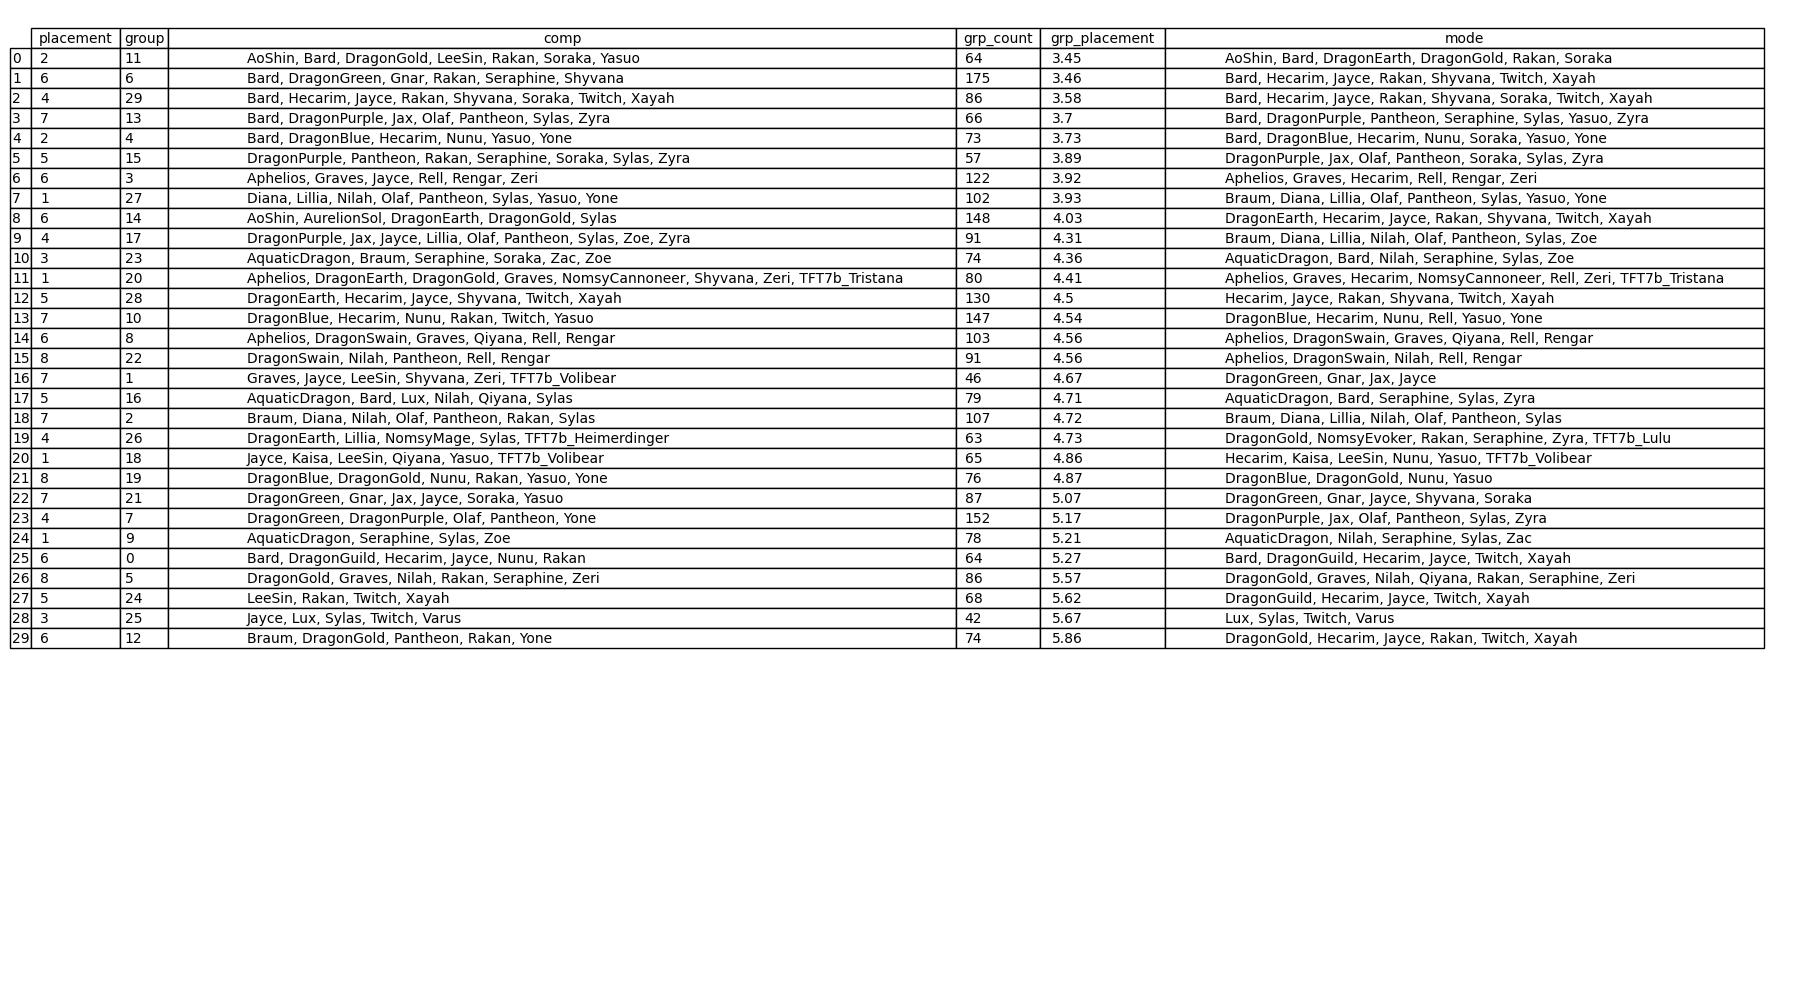 placement group comp grp_count grp_placement mode
0 2 11 AoShin, Bard, DragonGold, LeeSin, Rakan, Soraka, Yasuo 64 3.45 AoShin, Bard, DragonEarth, DragonGold, Rakan, Soraka
1 6 6 Bard, DragonGreen, Gnar, Rakan, Seraphine, Shyvana 175 3.46 Bard, Hecarim, Jayce, Rakan, Shyvana, Twitch, Xayah
2 4 29 Bard, Hecarim, Jayce, Rakan, Shyvana, Soraka, Twitch, Xayah 86 3.58 Bard, Hecarim, Jayce, Rakan, Shyvana, Soraka, Twitch, Xayah
3 7 13 Bard, DragonPurple, Jax, Olaf, Pantheon, Sylas, Zyra 66 3.7 Bard, DragonPurple, Pantheon, Seraphine, Sylas, Yasuo, Zyra
4 2 4 Bard, DragonBlue, Hecarim, Nunu, Yasuo, Yone 73 3.73 Bard, DragonBlue, Hecarim, Nunu, Soraka, Yasuo, Yone
5 5 15 DragonPurple, Pantheon, Rakan, Seraphine, Soraka, Sylas, Zyra 57 3.89 DragonPurple, Jax, Olaf, Pantheon, Soraka, Sylas, Zyra
6 6 3 Aphelios, Graves, Jayce, Rell, Rengar, Zeri 122 3.92 Aphelios, Graves, Hecarim, Rell, Rengar, Zeri
7 1 27 Diana, Lillia, Nilah, Olaf, Pantheon, Sylas, Yasuo, Yone 102 3.93 Braum, Diana, Lillia, Olaf, Pantheon, Sylas, Yasuo, Yone
8 6 14 AoShin, AurelionSol, DragonEarth, DragonGold, Sylas 148 4.03 DragonEarth, Hecarim, Jayce, Rakan, Shyvana, Twitch, Xayah
9 4 17 DragonPurple, Jax, Jayce, Lillia, Olaf, Pantheon, Sylas, Zoe, Zyra 91 4.31 Braum, Diana, Lillia, Nilah, Olaf, Pantheon, Sylas, Zoe
10 3 23 AquaticDragon, Braum, Seraphine, Soraka, Zac, Zoe 74 4.36 AquaticDragon, Bard, Nilah, Seraphine, Sylas, Zoe
11 1 20 Aphelios, DragonEarth, DragonGold, Graves, NomsyCannoneer, Shyvana, Zeri, TFT7b_Tristana 80 4.41 Aphelios, Graves, Hecarim, NomsyCannoneer, Rell, Zeri, TFT7b_Tristana
12 5 28 DragonEarth, Hecarim, Jayce, Shyvana, Twitch, Xayah 130 4.5 Hecarim, Jayce, Rakan, Shyvana, Twitch, Xayah
13 7 10 DragonBlue, Hecarim, Nunu, Rakan, Twitch, Yasuo 147 4.54 DragonBlue, Hecarim, Nunu, Rell, Yasuo, Yone
14 6 8 Aphelios, DragonSwain, Graves, Qiyana, Rell, Rengar 103 4.56 Aphelios, DragonSwain, Graves, Qiyana, Rell, Rengar
15 8 22 DragonSwain, Nilah, Pantheon, Rell, Rengar 91 4.56 Aphelios, DragonSwain, Nilah, Rell, Rengar
16 7 1 Graves, Jayce, LeeSin, Shyvana, Zeri, TFT7b_Volibear 46 4.67 DragonGreen, Gnar, Jax, Jayce
17 5 16 AquaticDragon, Bard, Lux, Nilah, Qiyana, Sylas 79 4.71 AquaticDragon, Bard, Seraphine, Sylas, Zyra
18 7 2 Braum, Diana, Nilah, Olaf, Pantheon, Rakan, Sylas 107 4.72 Braum, Diana, Lillia, Nilah, Olaf, Pantheon, Sylas
19 4 26 DragonEarth, Lillia, NomsyMage, Sylas, TFT7b_Heimerdinger 63 4.73 DragonGold, NomsyEvoker, Rakan, Seraphine, Zyra, TFT7b_Lulu
20 1 18 Jayce, Kaisa, LeeSin, Qiyana, Yasuo, TFT7b_Volibear 65 4.86 Hecarim, Kaisa, LeeSin, Nunu, Yasuo, TFT7b_Volibear
21 8 19 DragonBlue, DragonGold, Nunu, Rakan, Yasuo, Yone 76 4.87 DragonBlue, DragonGold, Nunu, Yasuo
22 7 21 DragonGreen, Gnar, Jax, Jayce, Soraka, Yasuo 87 5.07 DragonGreen, Gnar, Jayce, Shyvana, Soraka
23 4 7 DragonGreen, DragonPurple, Olaf, Pantheon, Yone 152 5.17 DragonPurple, Jax, Olaf, Pantheon, Sylas, Zyra
24 1 9 AquaticDragon, Seraphine, Sylas, Zoe 78 5.21 AquaticDragon, Nilah, Seraphine, Sylas, Zac
25 6 0 Bard, DragonGuild, Hecarim, Jayce, Nunu, Rakan 64 5.27 Bard, DragonGuild, Hecarim, Jayce, Twitch, Xayah
26 8 5 DragonGold, Graves, Nilah, Rakan, Seraphine, Zeri 86 5.57 DragonGold, Graves, Nilah, Qiyana, Rakan, Seraphine, Zeri
27 5 24 LeeSin, Rakan, Twitch, Xayah 68 5.62 DragonGuild, Hecarim, Jayce, Twitch, Xayah
28 3 25 Jayce, Lux, Sylas, Twitch, Varus 42 5.67 Lux, Sylas, Twitch, Varus
29 6 12 Braum, DragonGold, Pantheon, Rakan, Yone 74 5.86 DragonGold, Hecarim, Jayce, Rakan, Twitch, Xayah